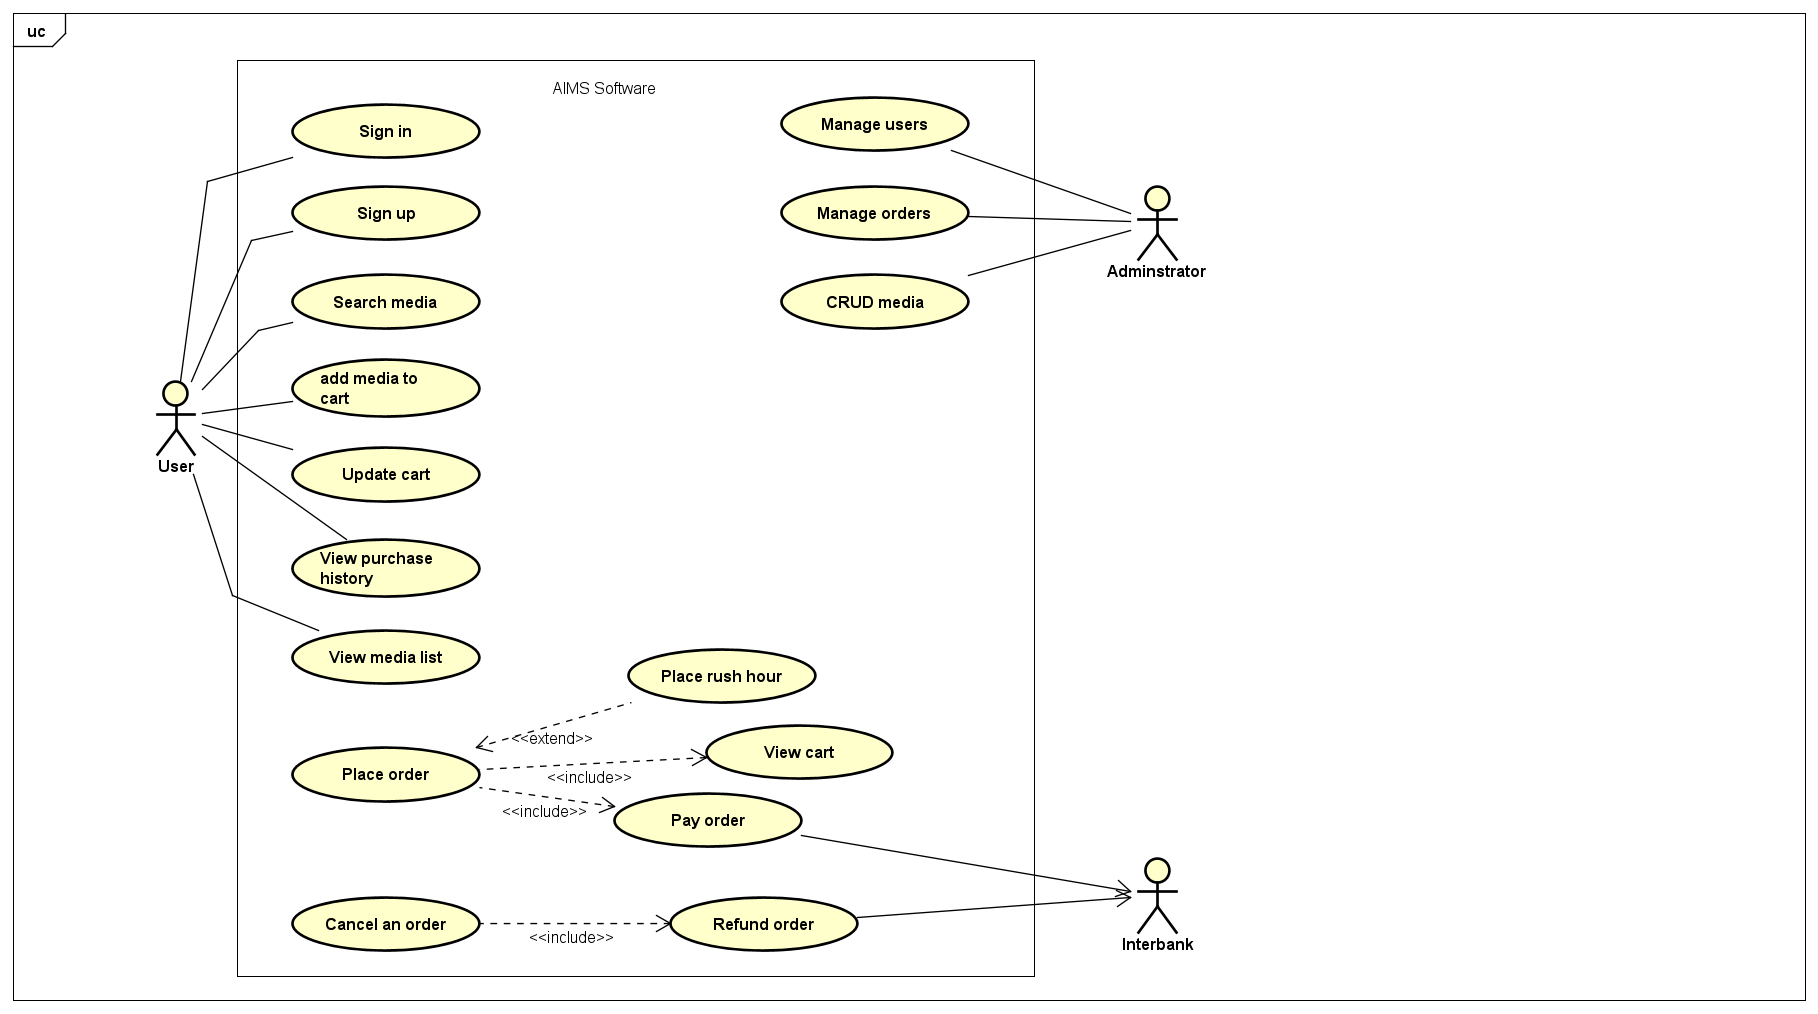 uc
AIMS Software
Sign in
Manage users
Sign up
Manage orders
Adminstrator
Search media
CRUD media
add media to
cart
User
Update cart
View purchase
history
View media list
Place rush hour
<<extend>>
Place order
View cart
<<include>>
<<include>>
Pay order
Cancel an order
<<include>>
Refund order
Interbank